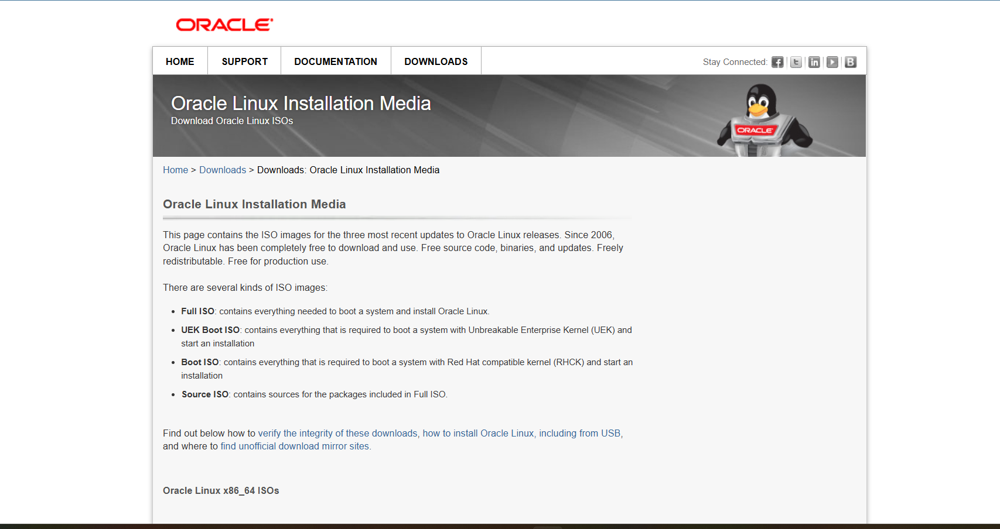 ORACLE
HOME SUPPORT DOCUMENTATION DOWNLOADS Stay Connected:
Oracle Linux Installation Media
Download Oracle Linux ISOs
ORACLE
Home > Downloads > Downloads: Oracle Linux Installation Media
Oracle Linux Installation Media
This page contains the ISO images for the three most recent updates to Oracle Linux releases. Since 2006,
Oracle Linux has been completely free to download and use. Free source code, binaries, and updates. Freely
redistributable. Free for production use.
There are several kinds of ISO images:
• Full ISO: contains everything needed to boot a system and install Oracle Linux.
• UEK Boot ISO: contains everything that is required to boot a system with Unbreakable Enterprise Kernel (UEK) and
start an installation
• Boot ISO: contains everything that is required to boot a system with Red Hat compatible kernel (RHCK) and start an
installation
• Source ISO: contains sources for the packages included in Full ISO.
Find out below how to verify the integrity of these downloads, how to install Oracle Linux, including from USB,
and where to find unofficial download mirror sites.
Oracle Linux x86_64 ISOs